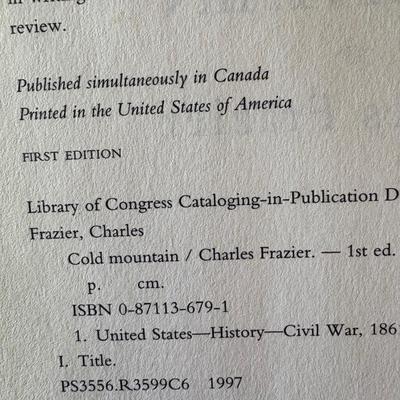 review.
Published simultaneously in Canada
Printed in the United States of America
FIRST EDITION
Library of Congress Cataloging-in-Publication D
Frazier, Charles
Cold mountain / Charles Frazier. — 1st ed.
p. cm.
ISBN 0-87113-679-1
1. United States—History—Civil War, 186
I. Title.
PS3556.R3599C6 1997